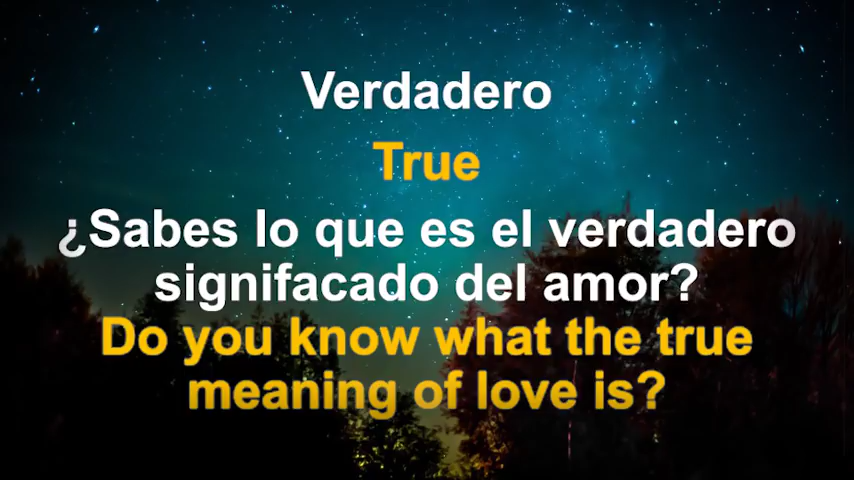 Verdadero
True
¿Sabes lo que es el verdadero
signifacado del amor?
Do you know what the true
meaning of love is?